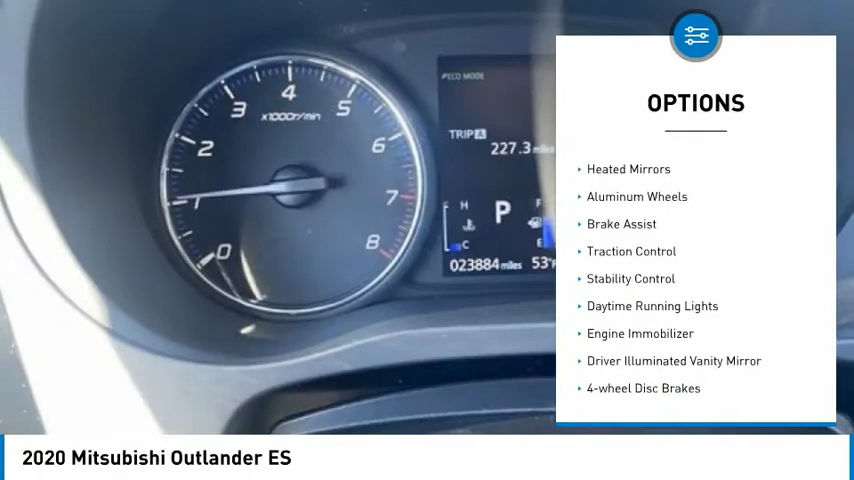 0
1
2
3
4
5
6
7
8
x1000r/min
ECO MODE
TRIP A
227.3 miles
H
C
P
F
E
023884 miles 53°F
OPTIONS
Heated Mirrors
Aluminum Wheels
Brake Assist
Traction Control
Stability Control
Daytime Running Lights
Engine Immobilizer
Driver Illuminated Vanity Mirror
4-wheel Disc Brakes
2020 Mitsubishi Outlander ES